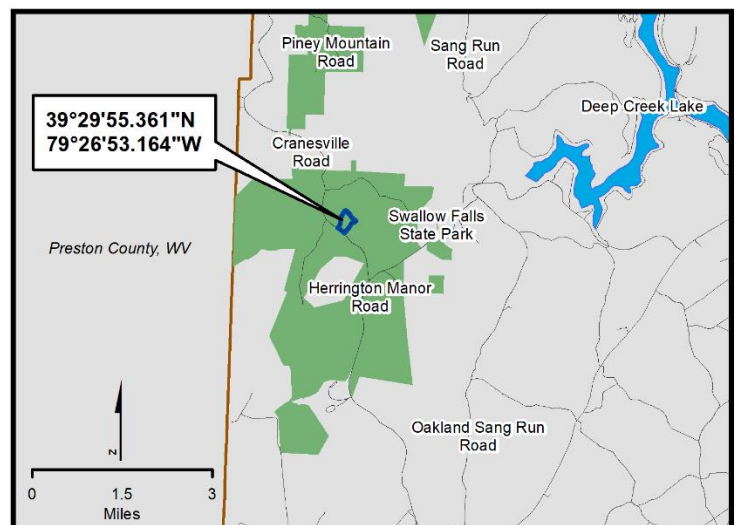 Piney Mountain
Road
Sang Run
Road
39°29'55.361"N
79°26'53.164"W
Deep Creek Lake
Cranesville
Road
Swallow Falls
State Park
Preston County, WV
Herrington Manor
Road
Oakland Sang Run
Road
N
0 1.5 3
Miles